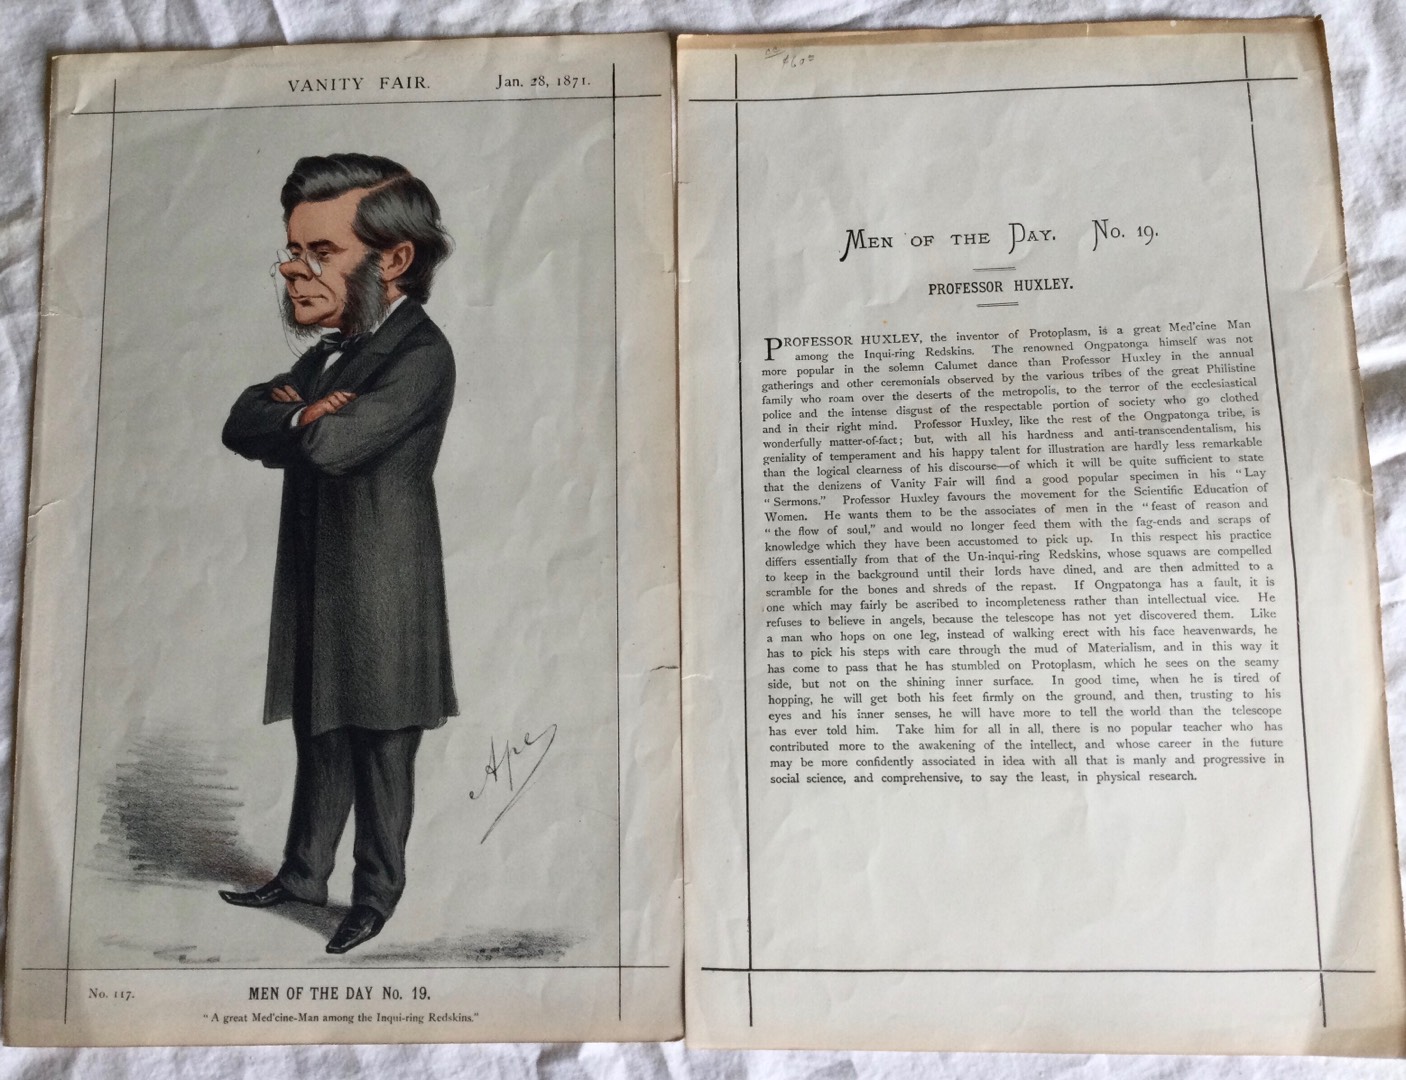 VANITY FAIR.
Jan. 28, 1871.
Ape
No. 117.
MEN OF THE DAY No. 19.
"A great Med'cine-Man among the Inqui-ring Redskins."
$6.00
MEN OF THE DAY. No. 19.
PROFESSOR HUXLEY.
PROFESSOR HUXLEY, the inventor of Protoplasm, is a great Med'cine Man
among the Inqui-ring Redskins. The renowned Ongpatonga himself was not
more popular in the solemn Calumet dance than Professor Huxley in the annual
gatherings and other ceremonials observed by the various tribes of the great Philistine
family who roam over the deserts of the metropolis, to the terror of the ecclesiastical
police and the intense disgust of the respectable portion of society who go clothed
and in their right mind. Professor Huxley, like the rest of the Ongpatonga tribe, is
wonderfully matter-of-fact; but, with all his hardness and anti-transcendentalism, his
geniality of temperament and his happy talent for illustration are hardly less remarkable
than the logical clearness of his discourse—of which it will be quite sufficient to state
that the denizens of Vanity Fair will find a good popular specimen in his "Lay
"Sermons." Professor Huxley favours the movement for the Scientific Education of
Women. He wants them to be the associates of men in the "feast of reason and
"the flow of soul," and would no longer feed them with the fag-ends and scraps of
knowledge which they have been accustomed to pick up. In this respect his practice
differs essentially from that of the Un-inqui-ring Redskins, whose squaws are compelled
to keep in the background until their lords have dined, and are then admitted to a
scramble for the bones and shreds of the repast. If Ongpatonga has a fault, it is
one which may fairly be ascribed to incompleteness rather than intellectual vice. He
refuses to believe in angels, because the telescope has not yet discovered them. Like
a man who hops on one leg, instead of walking erect with his face heavenwards, he
has to pick his steps with care through the mud of Materialism, and in this way it
has come to pass that he has stumbled on Protoplasm, which he sees on the seamy
side, but not on the shining inner surface. In good time, when he is tired of
hopping, he will get both his feet firmly on the ground, and then, trusting to his
eyes and his inner senses, he will have more to tell the world than the telescope
has ever told him. Take him for all in all, there is no popular teacher who has
contributed more to the awakening of the intellect, and whose career in the future
may be more confidently associated in idea with all that is manly and progressive in
social science, and comprehensive, to say the least, in physical research.